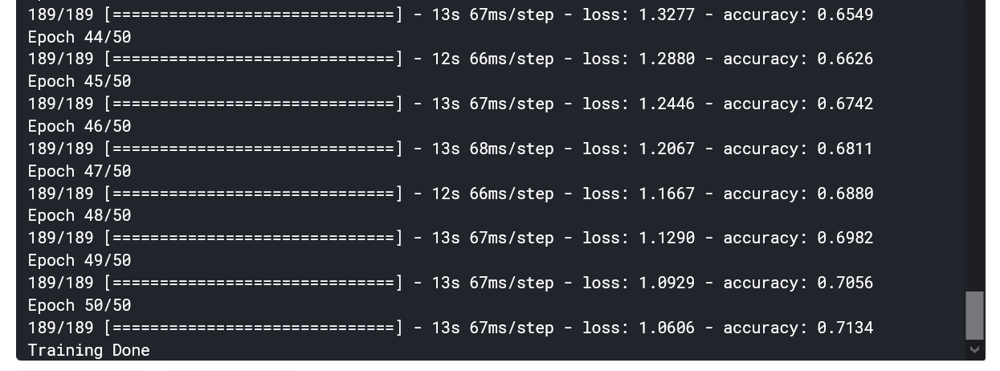 189/189 [==============================] - 13s 67ms/step - loss: 1.3277 - accuracy: 0.6549
Epoch 44/50
189/189 [==============================] - 12s 66ms/step - loss: 1.2880 - accuracy: 0.6626
Epoch 45/50
189/189 [==============================] - 13s 67ms/step - loss: 1.2446 - accuracy: 0.6742
Epoch 46/50
189/189 [==============================] - 13s 68ms/step - loss: 1.2067 - accuracy: 0.6811
Epoch 47/50
189/189 [==============================] - 12s 66ms/step - loss: 1.1667 - accuracy: 0.6880
Epoch 48/50
189/189 [==============================] - 13s 67ms/step - loss: 1.1290 - accuracy: 0.6982
Epoch 49/50
189/189 [==============================] - 13s 67ms/step - loss: 1.0929 - accuracy: 0.7056
Epoch 50/50
189/189 [==============================] - 13s 67ms/step - loss: 1.0606 - accuracy: 0.7134
Training Done